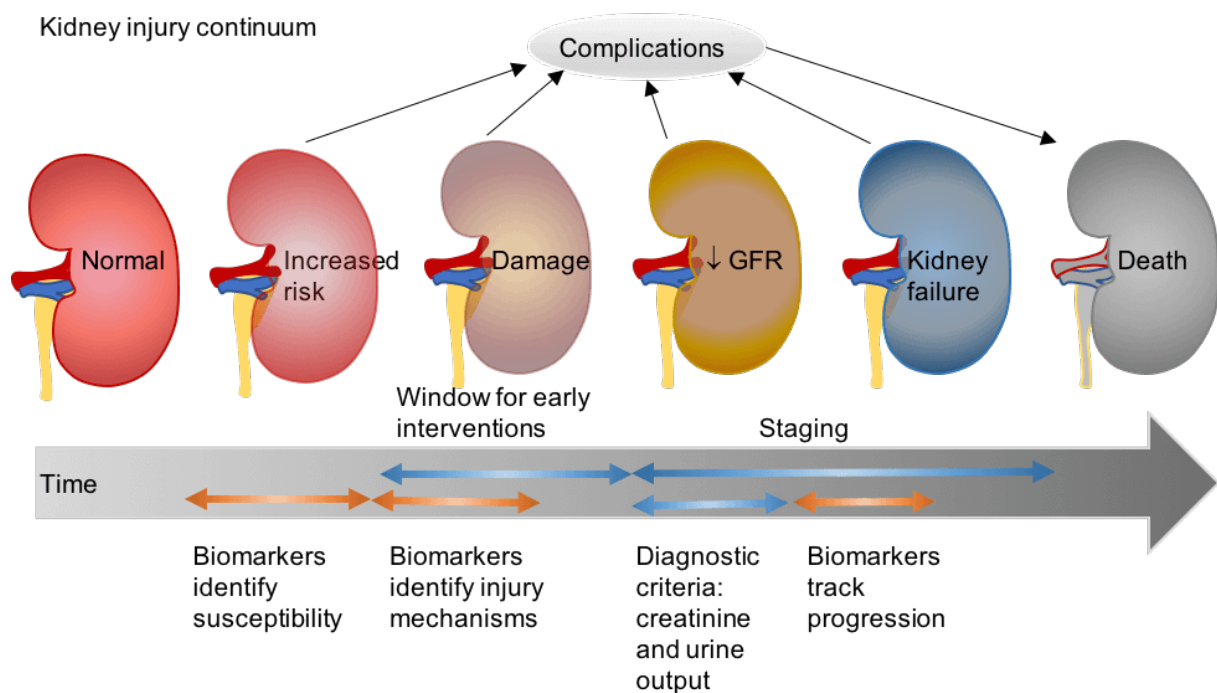 Kidney injury continuum
Complications
Normal
Increased
risk
Damage
↓ GFR
Kidney
failure
Death
Window for early
interventions
Staging
Time
Biomarkers
identify
susceptibility
Biomarkers
identify injury
mechanisms
Diagnostic
criteria:
creatinine
and urine
output
Biomarkers
track
progression